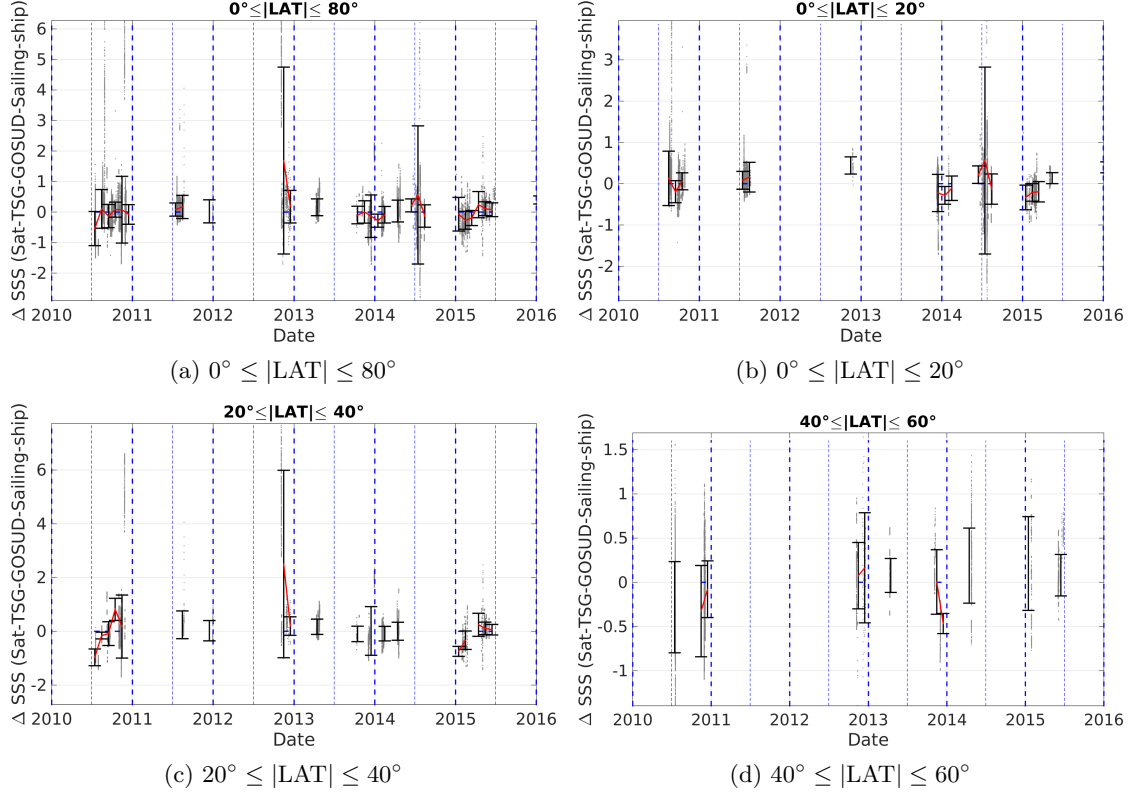 0°≤|LAT|≤ 80°
Δ SSS (Sat-TSG-GOSUD-Sailing-ship)
6
5
4
3
2
1
0
-1
-2
2010 2011 2012 2013 2014 2015 2016
Date
(a) 0° ≤ |LAT| ≤ 80°
0°≤|LAT|≤ 20°
Δ SSS (Sat-TSG-GOSUD-Sailing-ship)
3
2
1
0
-1
-2
2010 2011 2012 2013 2014 2015 2016
Date
(b) 0° ≤ |LAT| ≤ 20°
20°≤|LAT|≤ 40°
Δ SSS (Sat-TSG-GOSUD-Sailing-ship)
6
4
2
0
-2
2010 2011 2012 2013 2014 2015 2016
Date
(c) 20° ≤ |LAT| ≤ 40°
40°≤|LAT|≤ 60°
Δ SSS (Sat-TSG-GOSUD-Sailing-ship)
1.5
1
0.5
0
-0.5
-1
2010 2011 2012 2013 2014 2015 2016
Date
(d) 40° ≤ |LAT| ≤ 60°